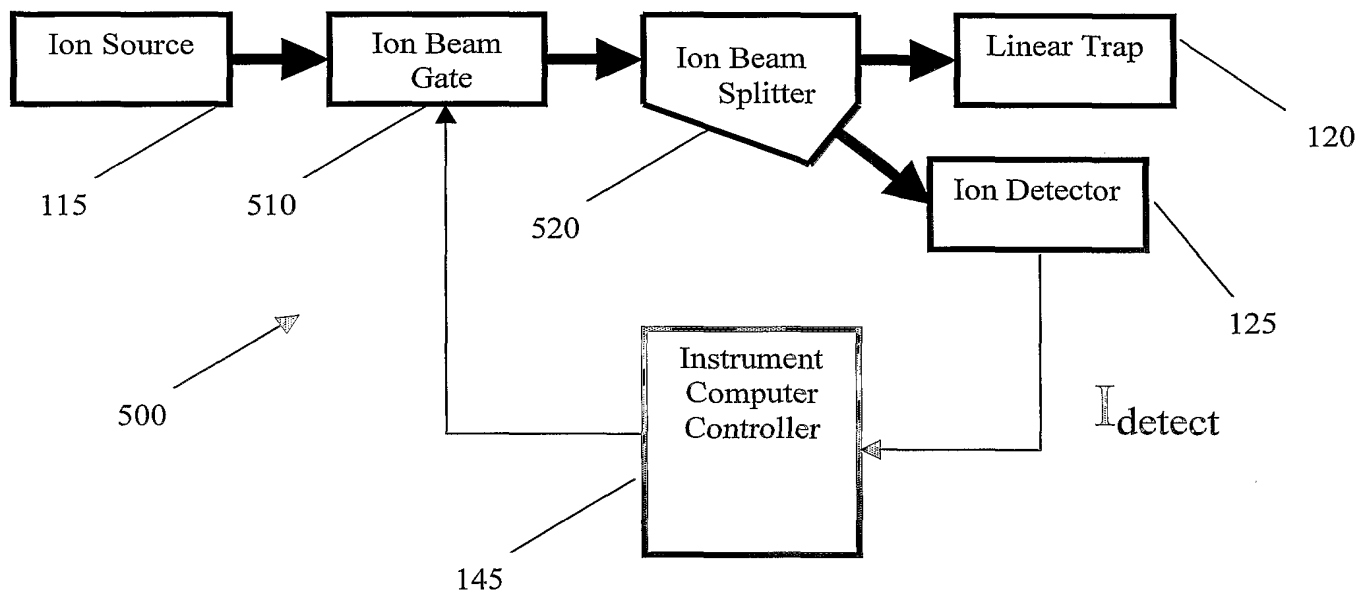 Ion Source
Ion Beam
Gate
Ion Beam
Splitter
Linear Trap
120
Ion Detector
115
510
520
125
Instrument
Computer
Controller
I detect
500
145